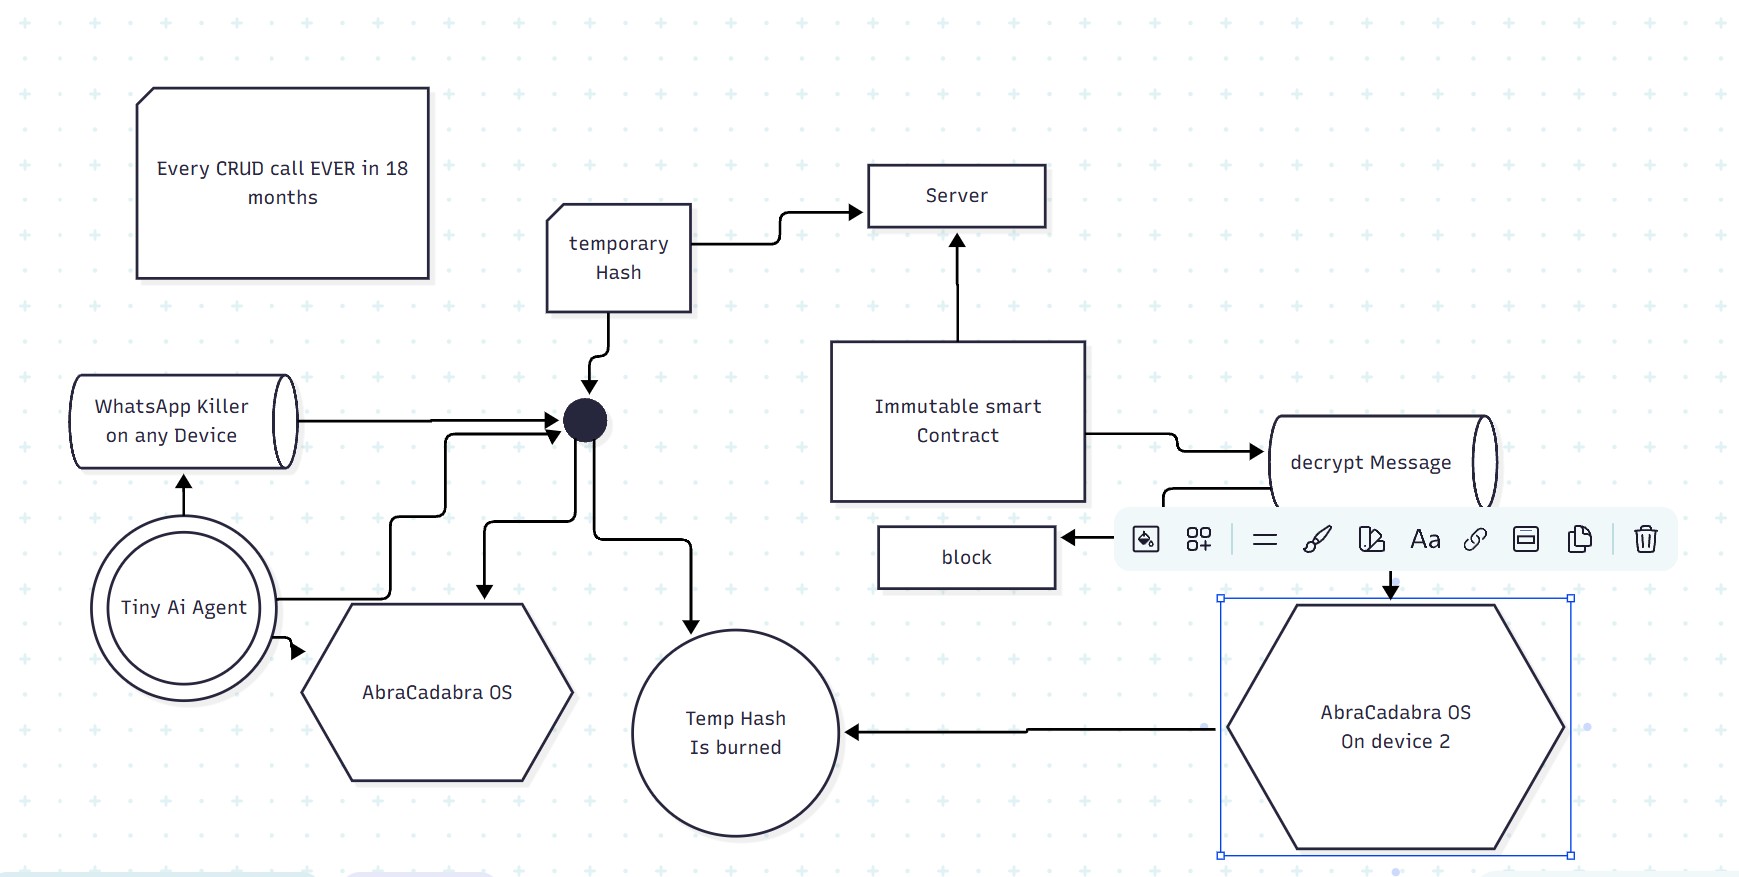 Every CRUD call EVER in 18
months
temporary
Hash
Server
WhatsApp Killer
on any Device
Immutable smart
Contract
decrypt Message
block
Aa
Tiny Ai Agent
AbraCadabra OS
Temp Hash
Is burned
AbraCadabra OS
On device 2